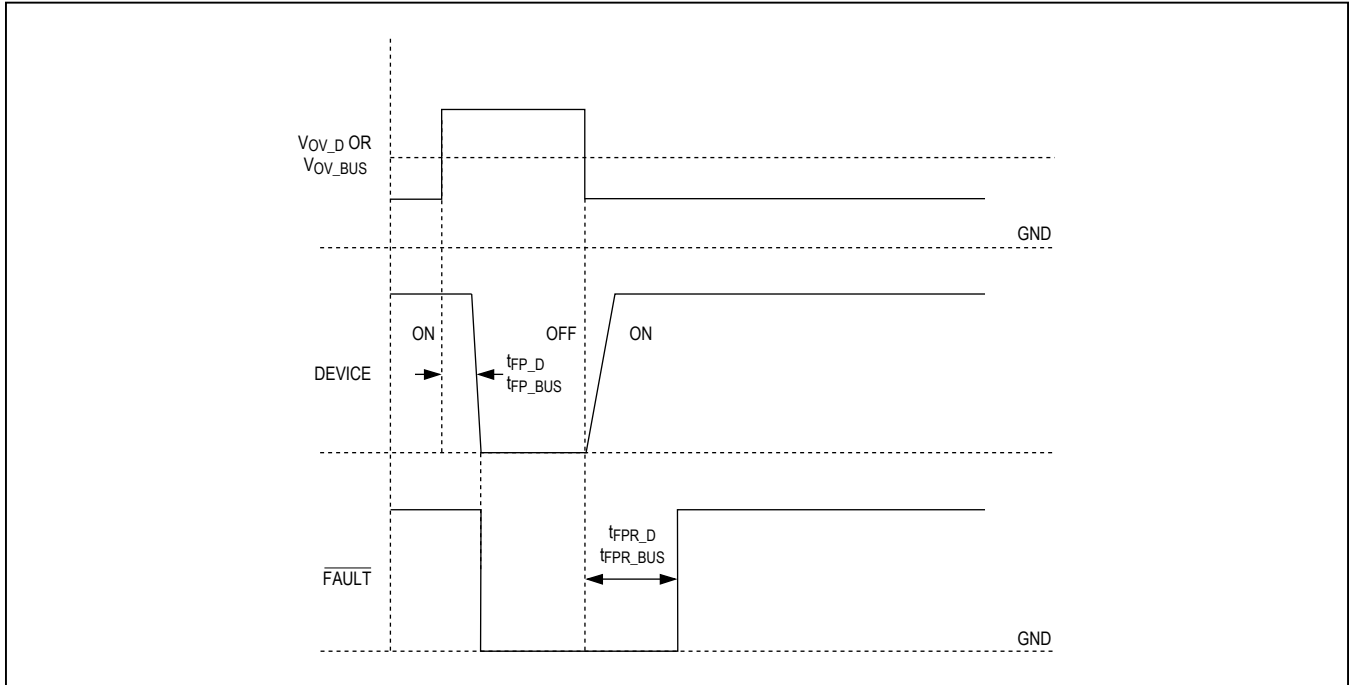 VOV_D OR
VOV_BUS
GND
ON
OFF
ON
DEVICE
tFP_D
tFP_BUS
tFPR_D
tFPR_BUS
FAULT
GND